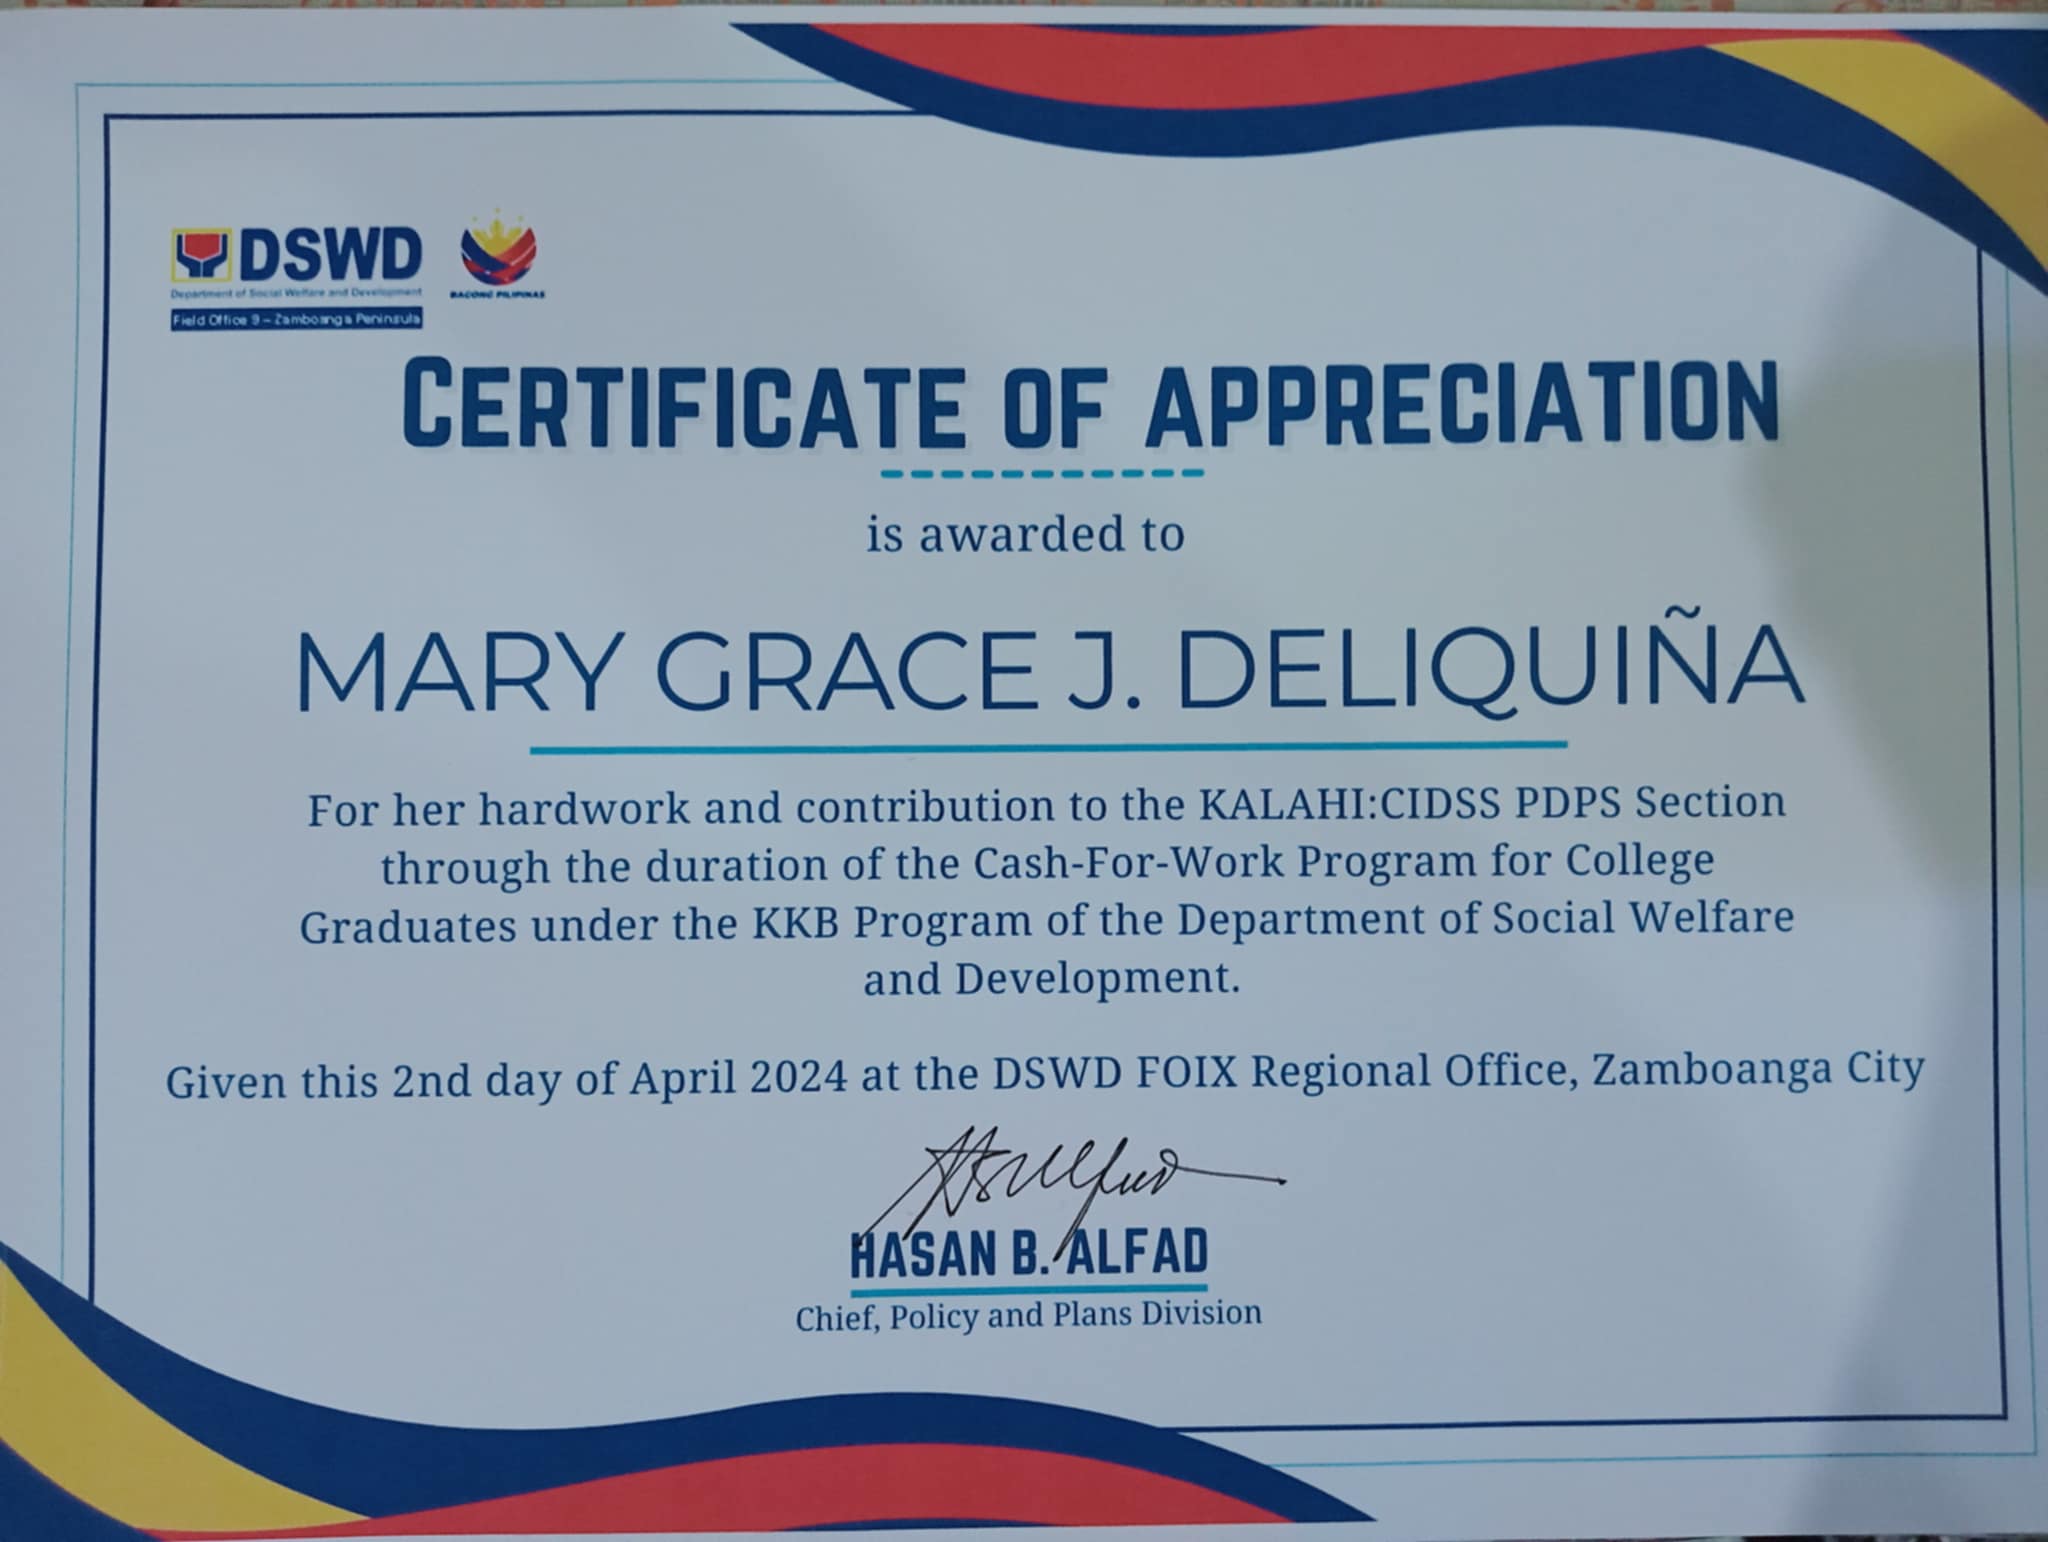 DSWD
Department of Social Welfare and Development
Field Office 9 – Zamboanga Peninsula
BAGONG PILIPINAS
CERTIFICATE OF APPRECIATION
is awarded to
MARY GRACE J. DELIQUIÑA
For her hardwork and contribution to the KALAHI:CIDSS PDPS Section
through the duration of the Cash-For-Work Program for College
Graduates under the KKB Program of the Department of Social Welfare
and Development.
Given this 2nd day of April 2024 at the DSWD FOIX Regional Office, Zamboanga City
HASAN B. ALFAD
Chief, Policy and Plans Division